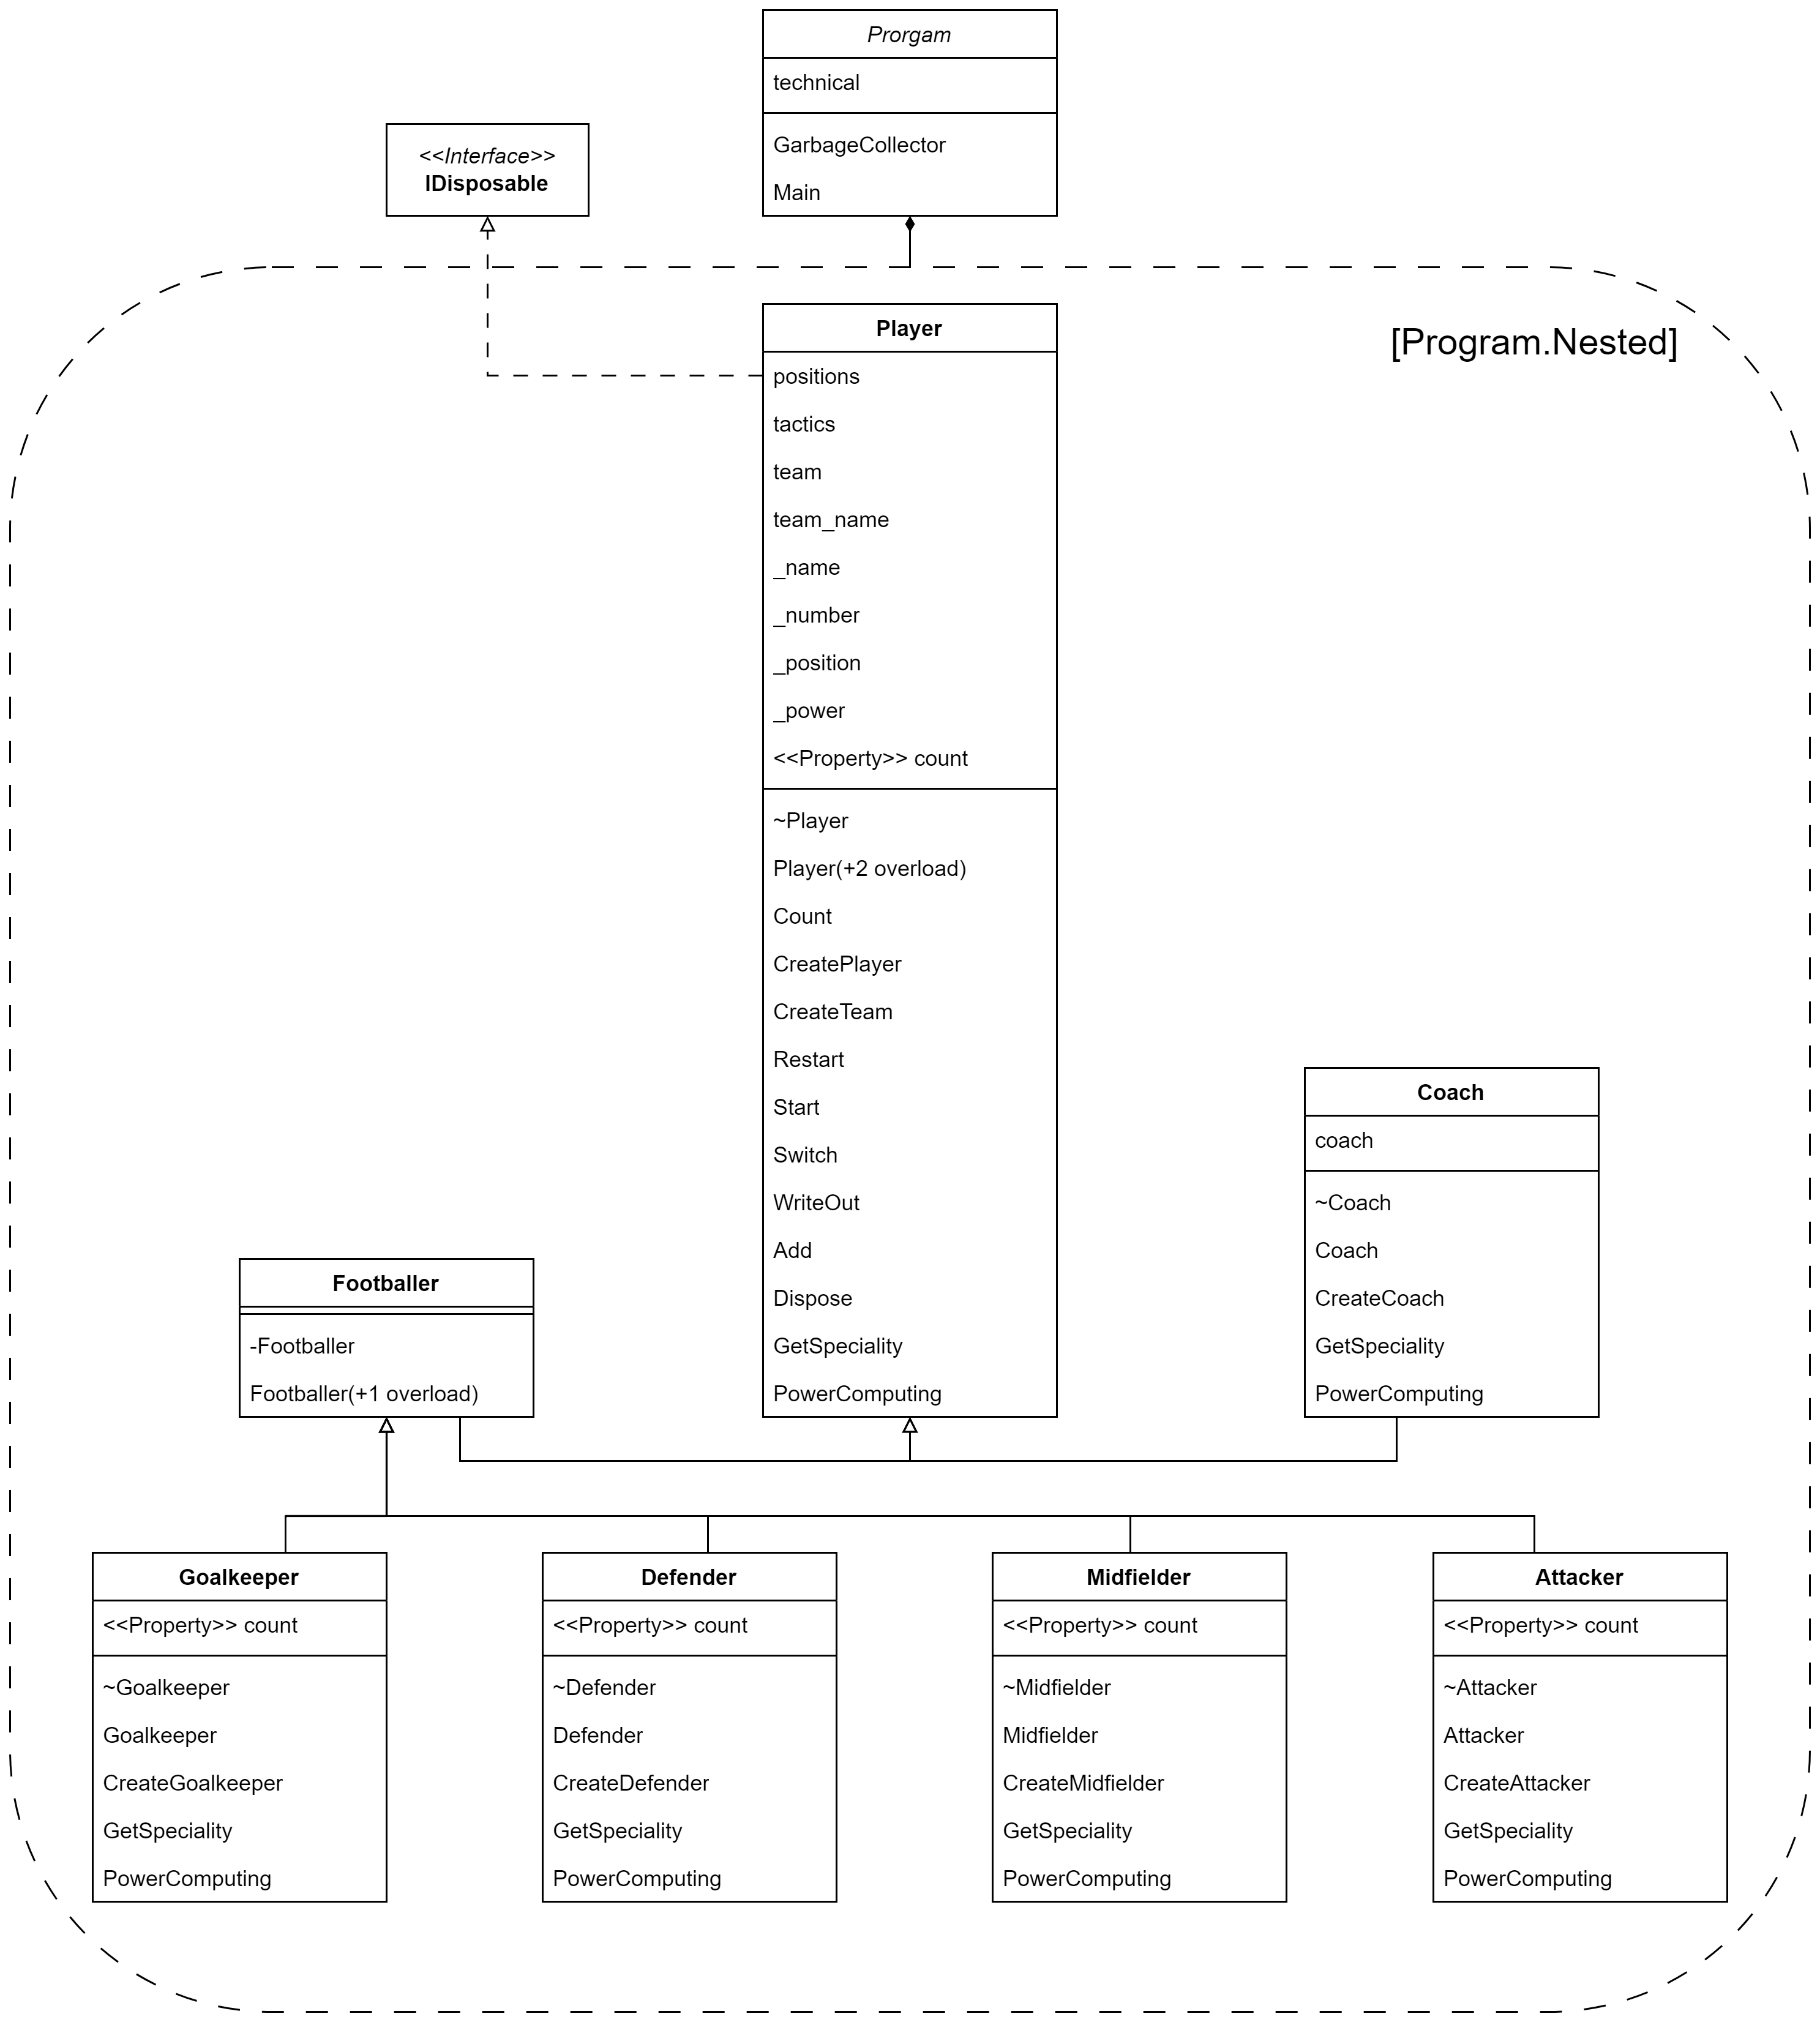 Prorgam
technical
GarbageCollector
Main
<<Interface>>
IDisposable
[Program.Nested]
Player
positions
tactics
team
team_name
_name
_number
_position
_power
<<Property>> count
~Player
Player(+2 overload)
Count
CreatePlayer
CreateTeam
Restart
Start
Switch
WriteOut
Add
Dispose
GetSpeciality
PowerComputing
Coach
coach
~Coach
Coach
CreateCoach
GetSpeciality
PowerComputing
Footballer
-Footballer
Footballer(+1 overload)
Goalkeeper
<<Property>> count
~Goalkeeper
Goalkeeper
CreateGoalkeeper
GetSpeciality
PowerComputing
Defender
<<Property>> count
~Defender
Defender
CreateDefender
GetSpeciality
PowerComputing
Midfielder
<<Property>> count
~Midfielder
Midfielder
CreateMidfielder
GetSpeciality
PowerComputing
Attacker
<<Property>> count
~Attacker
Attacker
CreateAttacker
GetSpeciality
PowerComputing